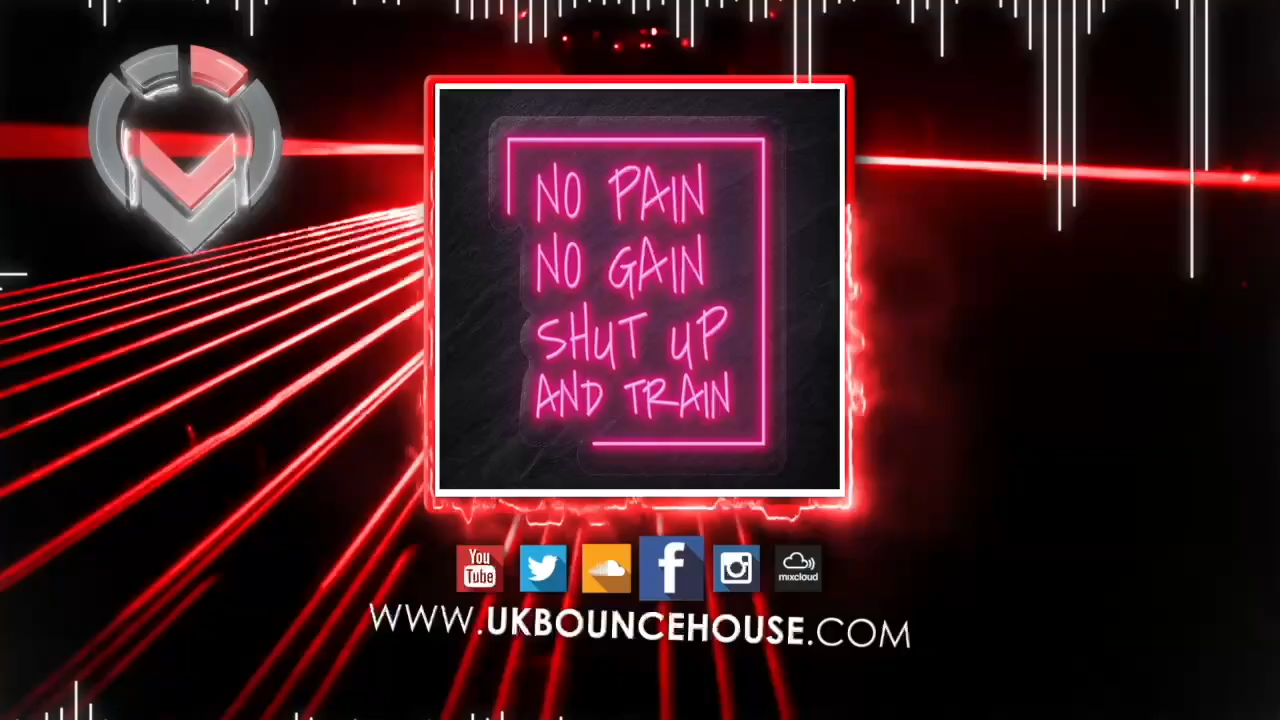 NO PAIN
NO GAIN
SHUT UP
AND TRAIN
You
Tube
f
mixcloud
WWW.UKBOUNCEHOUSE.COM